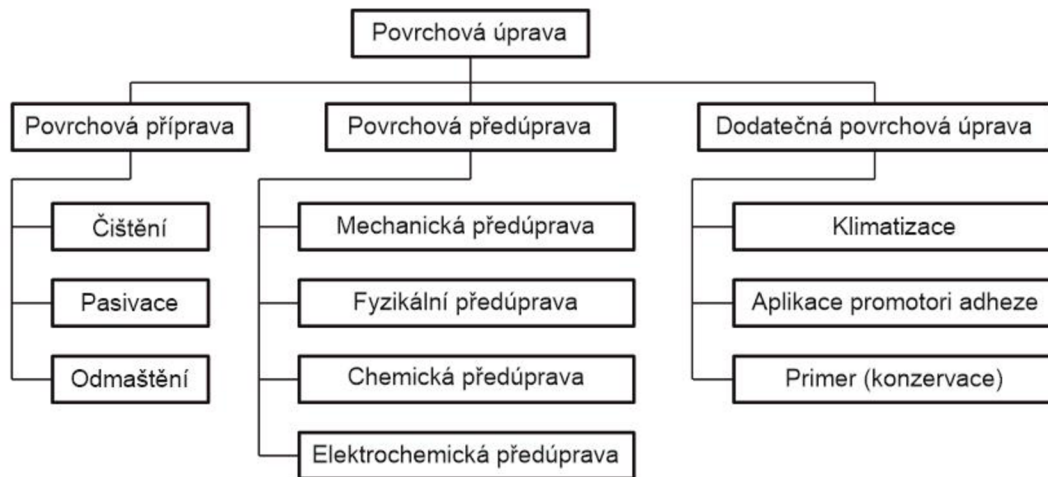 Povrchová úprava
Povrchová příprava
Povrchová předúprava
Dodatečná povrchová úprava
Čištění
Pasivace
Odmaštění
Mechanická předúprava
Fyzikální předúprava
Chemická předúprava
Elektrochemická předúprava
Klimatizace
Aplikace promotori adheze
Primer (konzervace)